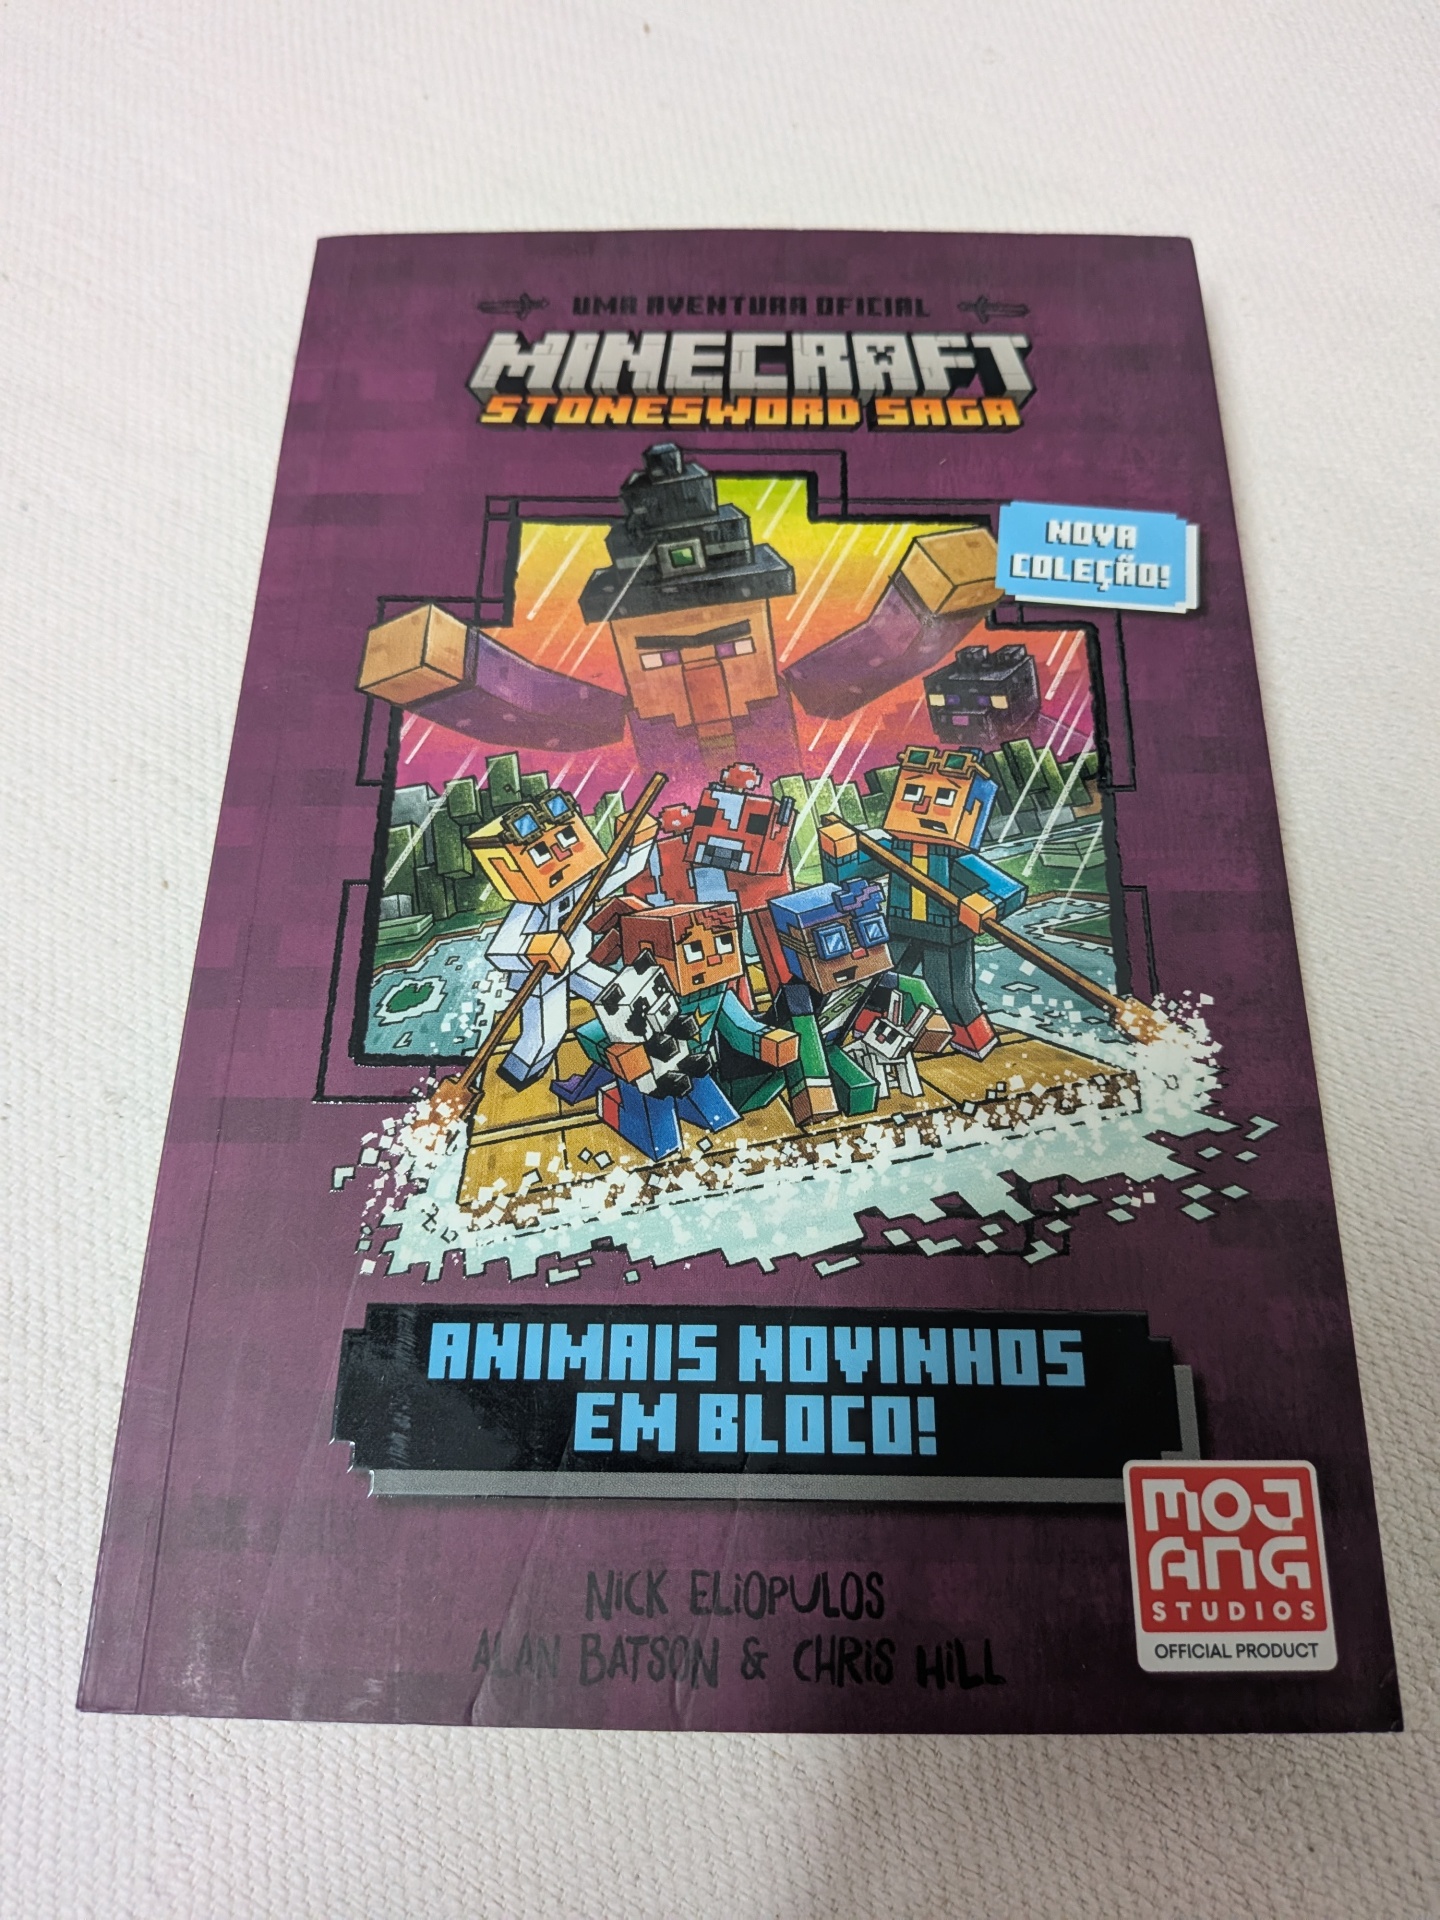 UMA AVENTURA OFICIAL
MINECRAFT
STONESWORD SAGA
NOVA
COLEÇÃO!
ANIMAIS NOVINHOS
EM BLOCO!
NICK ELIOPULOS
ALAN BATSON & CHRIS HILL
MOJ
ANG
STUDIOS
OFFICIAL PRODUCT